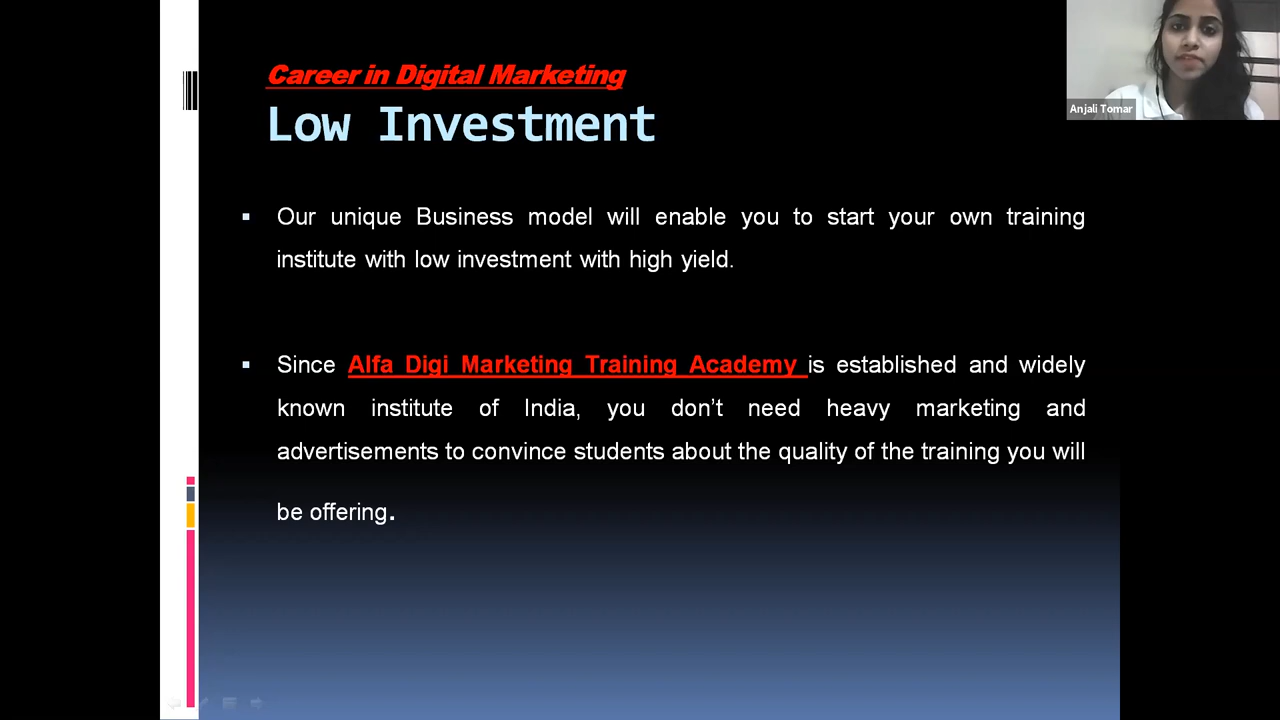 Career in Digital Marketing
Anjali Tomar
Low Investment
Our unique Business model will enable you to start your own training
institute with low investment with high yield.
Since Alfa Digi Marketing Training Academy is established and widely
known institute of India, you don’t need heavy marketing and
advertisements to convince students about the quality of the training you will
be offering.